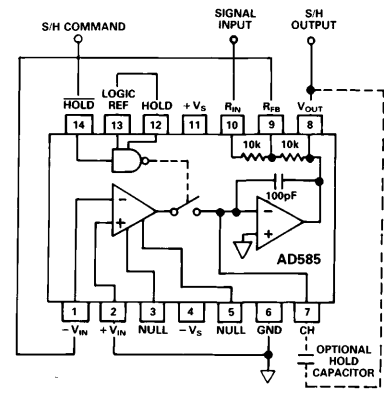 S/H COMMAND
SIGNAL INPUT
S/H OUTPUT
HOLD
LOGIC REF
HOLD
+VS
RIN
RFB
VOUT
14
13
12
11
10
9
8
10k
10k
100pF
−
+
−
+
AD585
1
2
3
4
5
6
7
−VIN
+VIN
NULL
−VS
NULL
GND
CH
OPTIONAL
HOLD
CAPACITOR